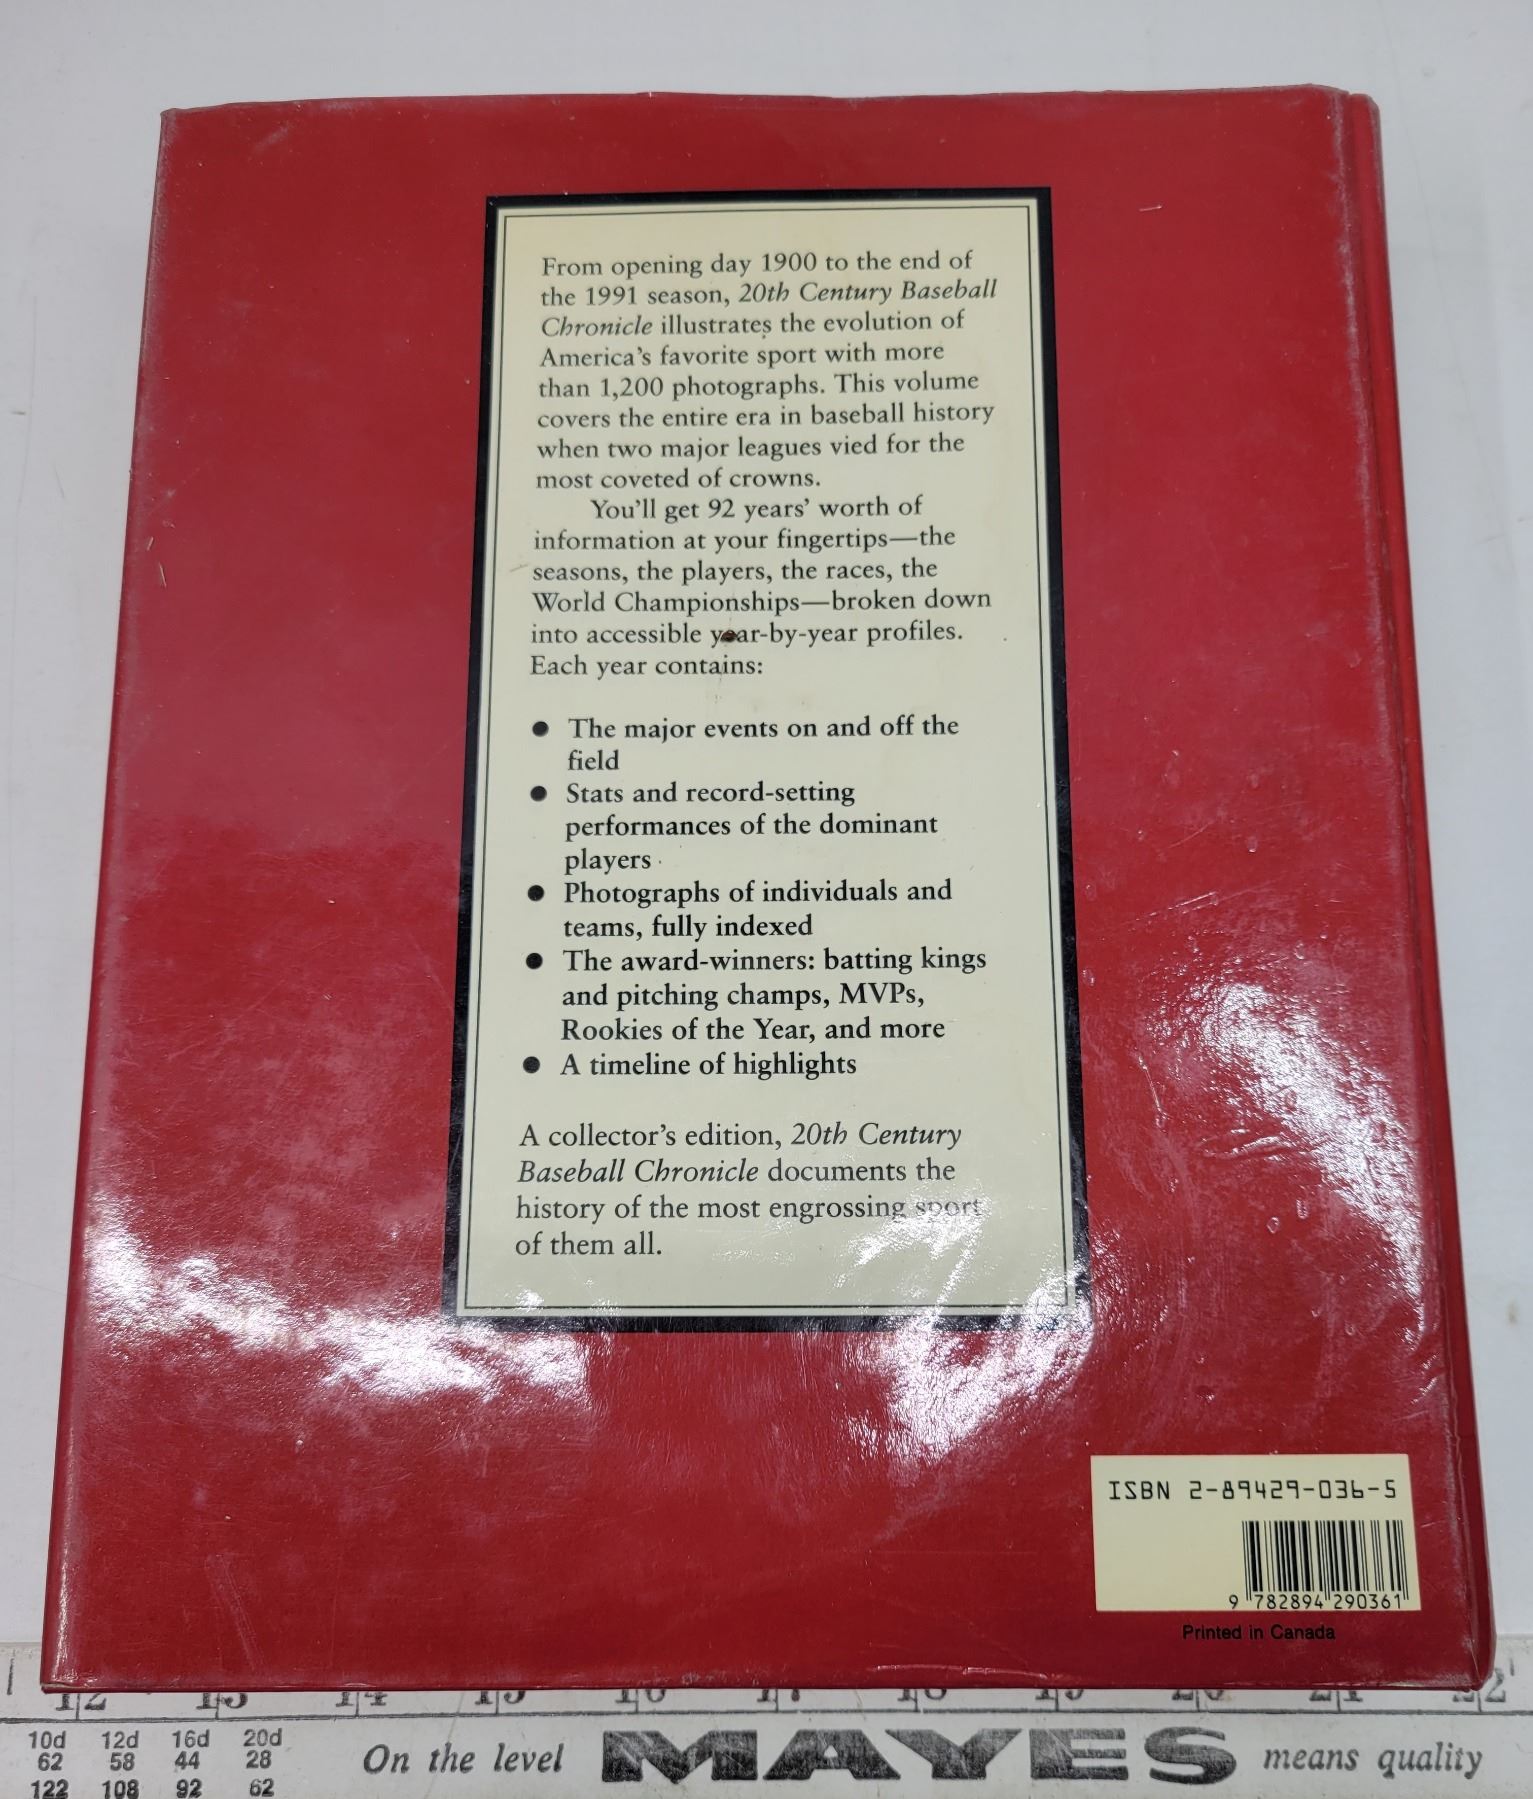 From opening day 1900 to the end of
the 1991 season, 20th Century Baseball
Chronicle illustrates the evolution of
America's favorite sport with more
than 1,200 photographs. This volume
covers the entire era in baseball history
when two major leagues vied for the
most coveted of crowns.
You'll get 92 years' worth of
information at your fingertips—the
seasons, the players, the races, the
World Championships—broken down
into accessible year-by-year profiles.
Each year contains:
● The major events on and off the
field
● Stats and record-setting
performances of the dominant
players
● Photographs of individuals and
teams, fully indexed
● The award-winners: batting kings
and pitching champs, MVPs,
Rookies of the Year, and more
● A timeline of highlights
A collector's edition, 20th Century
Baseball Chronicle documents the
history of the most engrossing sport
of them all.
ISBN 2-89429-036-5
9 782894 290361
Printed in Canada
12 13 14 15 16 17 18 19 20 21 22
10d 12d 16d 20d
62 58 44 28
122 108 92 62
On the level MAYES means quality